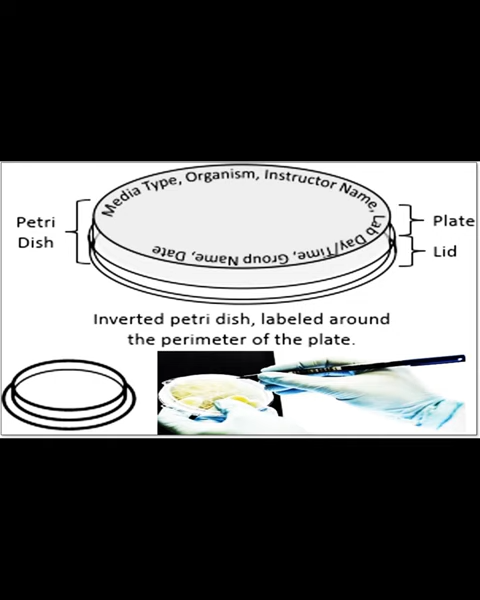 Media Type, Organism, Instructor Name, Lab Day/Time, Group Name, Date
Petri
Dish
Plate
Lid
Inverted petri dish, labeled around
the perimeter of the plate.